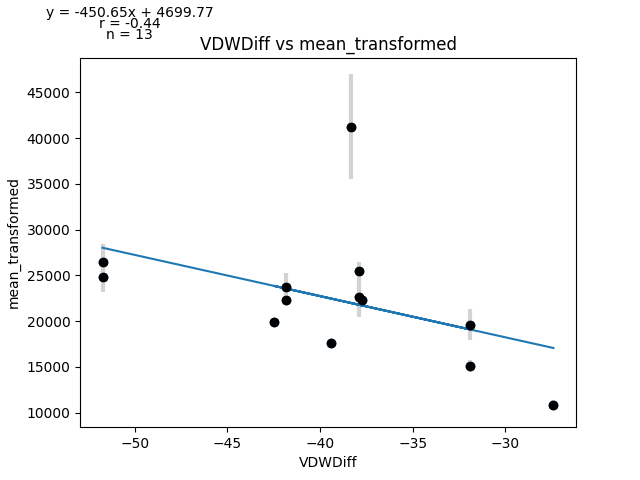 y = -450.65x + 4699.77
r = -0.44
n = 13
VDWDiff vs mean_transformed
mean_transformed
45000
40000
35000
30000
25000
20000
15000
10000
−50
−45
−40
−35
−30
VDWDiff